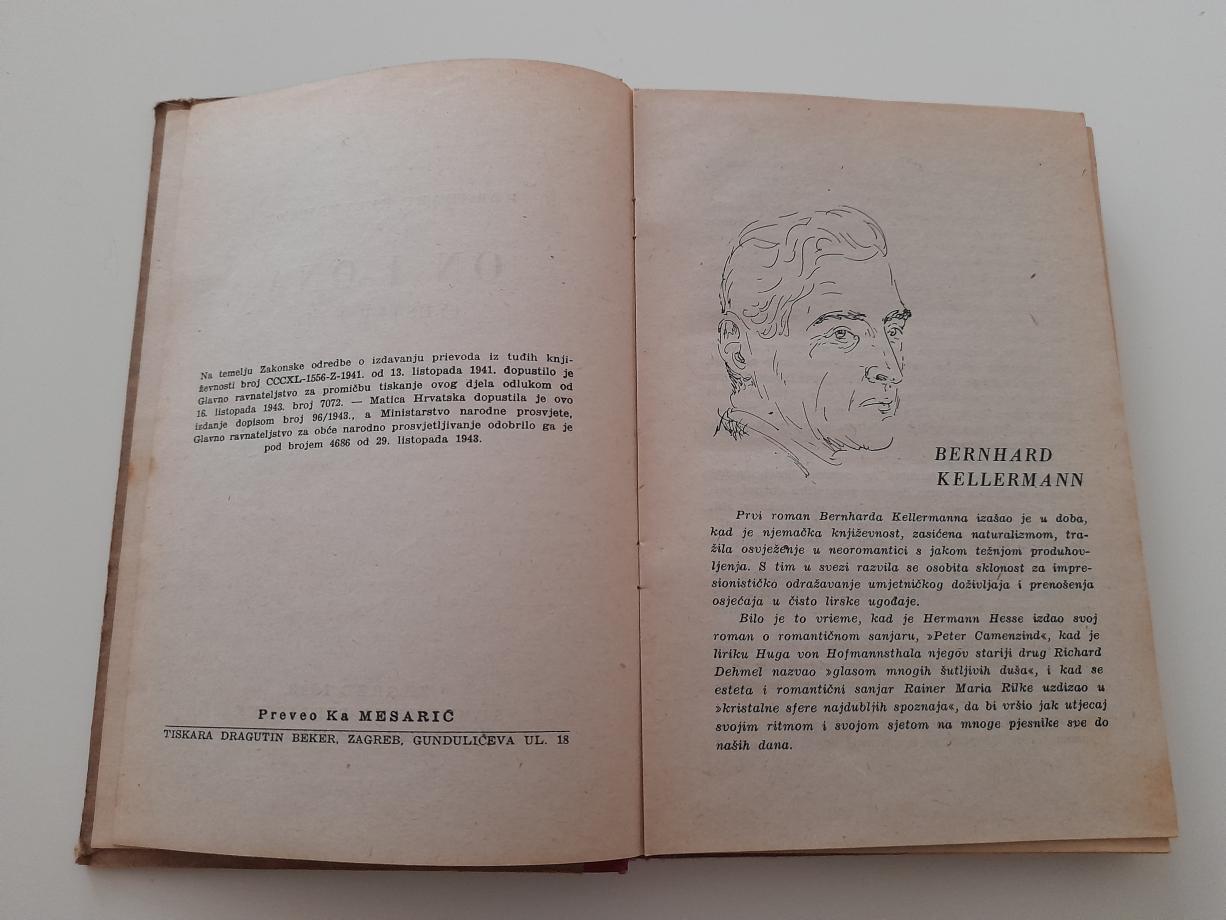 Na temelju Zakonske odredbe o izdavanju prievoda iz tuđih knji-
ževnosti broj CCCXL-1556-Z-1941. od 13. listopada 1941. dopustilo je
Glavno ravnateljstvo za promičbu tiskanje ovog djela odlukom od
16. listopada 1943. broj 7072. — Matica Hrvatska dopustila je ovo
izdanje dopisom broj 96/1943., a Ministarstvo narodne prosvjete,
Glavno ravnateljstvo za obće narodno prosvjetljivanje odobrilo ga je
pod brojem 4686 od 29. listopada 1943.
Preveo Ka MESARIĆ
TISKARA DRAGUTIN BEKER, ZAGREB, GUNDULIĆEVA UL. 18
BERNHARD
KELLERMANN
Prvi roman Bernharda Kellermanna izašao je u doba,
kad je njemačka književnost, zasićena naturalizmom, tra-
žila osvježenje u neoromantici s jakom težnjom produhov-
ljenja. S tim u svezi razvila se osobita sklonost za impre-
sionističko odražavanje umjetničkog doživljaja i prenošenja
osjećaja u čisto lirske ugođaje.
Bilo je to vrieme, kad je Hermann Hesse izdao svoj
roman o romantičnom sanjaru, »Peter Camenzind«, kad je
liriku Huga von Hofmannsthala njegov stariji drug Richard
Dehmel nazvao »glasom mnogih šutljivih duša«, i kad se
esteta i romantični sanjar Rainer Maria Rilke uzdizao u
»kristalne sfere najdubljih spoznaja«, da bi vršio jak utjecaj
svojim ritmom i svojom sjetom na mnoge pjesnike sve do
naših dana.